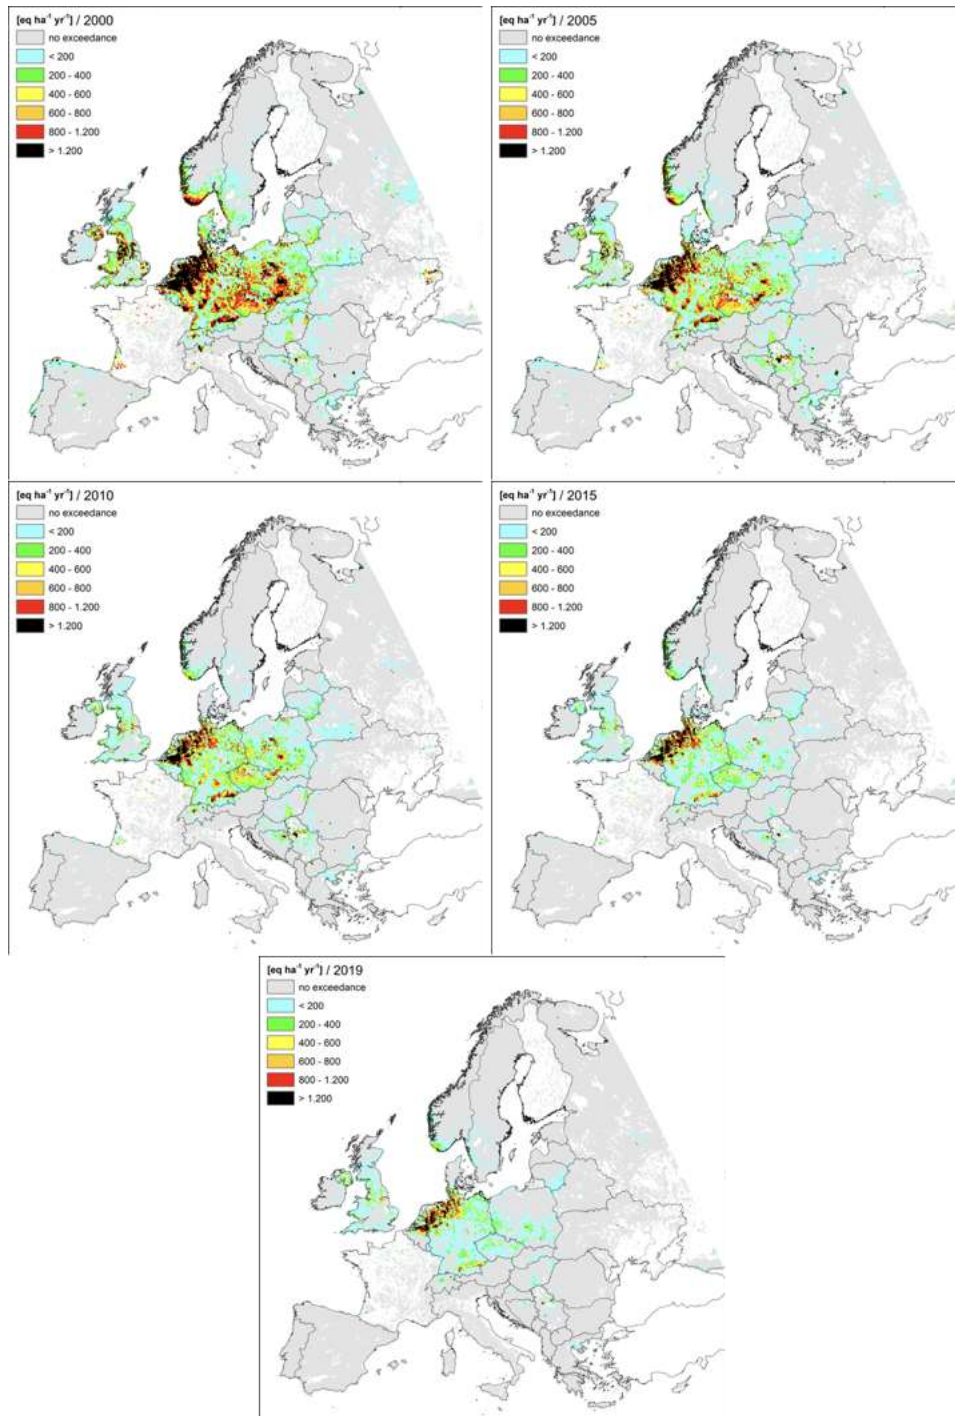 [eq ha⁻¹ yr⁻¹] / 2000
no exceedance
< 200
200 - 400
400 - 600
600 - 800
800 - 1.200
> 1.200
[eq ha⁻¹ yr⁻¹] / 2005
no exceedance
< 200
200 - 400
400 - 600
600 - 800
800 - 1.200
> 1.200
[eq ha⁻¹ yr⁻¹] / 2010
no exceedance
< 200
200 - 400
400 - 600
600 - 800
800 - 1.200
> 1.200
[eq ha⁻¹ yr⁻¹] / 2015
no exceedance
< 200
200 - 400
400 - 600
600 - 800
800 - 1.200
> 1.200
[eq ha⁻¹ yr⁻¹] / 2019
no exceedance
< 200
200 - 400
400 - 600
600 - 800
800 - 1.200
> 1.200